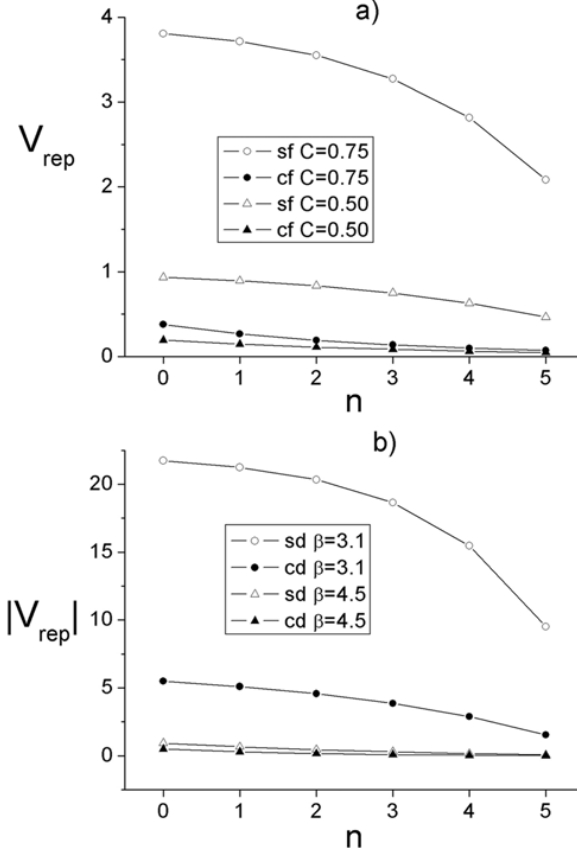 a)
4
3
2
1
0
V_rep
sf C=0.75
cf C=0.75
sf C=0.50
cf C=0.50
0 1 2 3 4 5
n
b)
20
15
10
5
0
|V_rep|
sd β=3.1
cd β=3.1
sd β=4.5
cd β=4.5
0 1 2 3 4 5
n